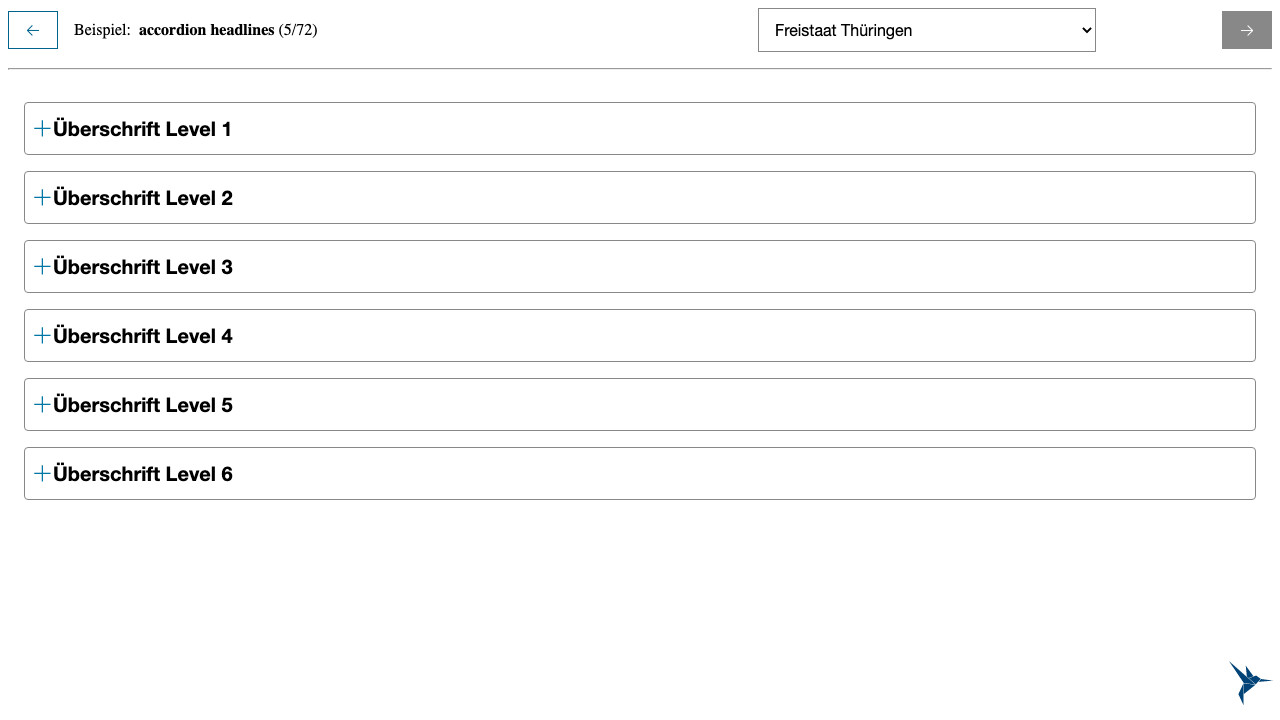 Beispiel: accordion headlines (5/72)
Freistaat Thüringen
Überschrift Level 1
Überschrift Level 2
Überschrift Level 3
Überschrift Level 4
Überschrift Level 5
Überschrift Level 6